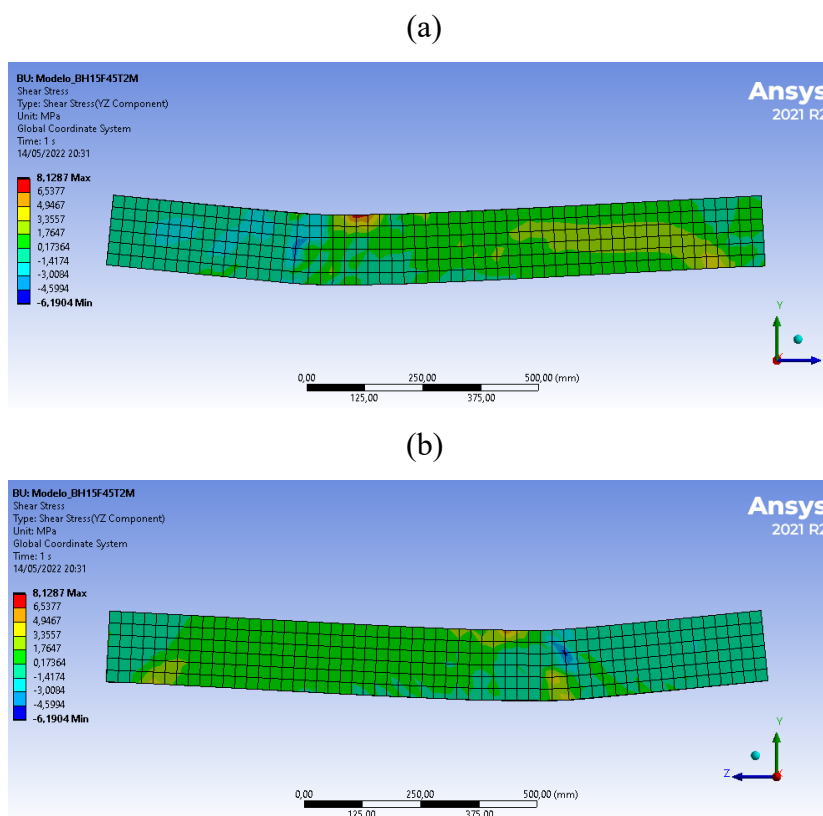 (a)
BU: Modelo_BH15F45T2M
Shear Stress
Type: Shear Stress(YZ Component)
Unit: MPa
Global Coordinate System
Time: 1 s
14/05/2022 20:31
Ansys
2021 R2
8,1287 Max
6,5377
4,9467
3,3557
1,7647
0,17364
-1,4174
-3,0084
-4,5994
-6,1904 Min
Y
0,00 250,00 500,00 (mm)
125,00 375,00
(b)
BU: Modelo_BH15F45T2M
Shear Stress
Type: Shear Stress(YZ Component)
Unit: MPa
Global Coordinate System
Time: 1 s
14/05/2022 20:31
Ansys
2021 R2
8,1287 Max
6,5377
4,9467
3,3557
1,7647
0,17364
-1,4174
-3,0084
-4,5994
-6,1904 Min
Y
Z
0,00 250,00 500,00 (mm)
125,00 375,00